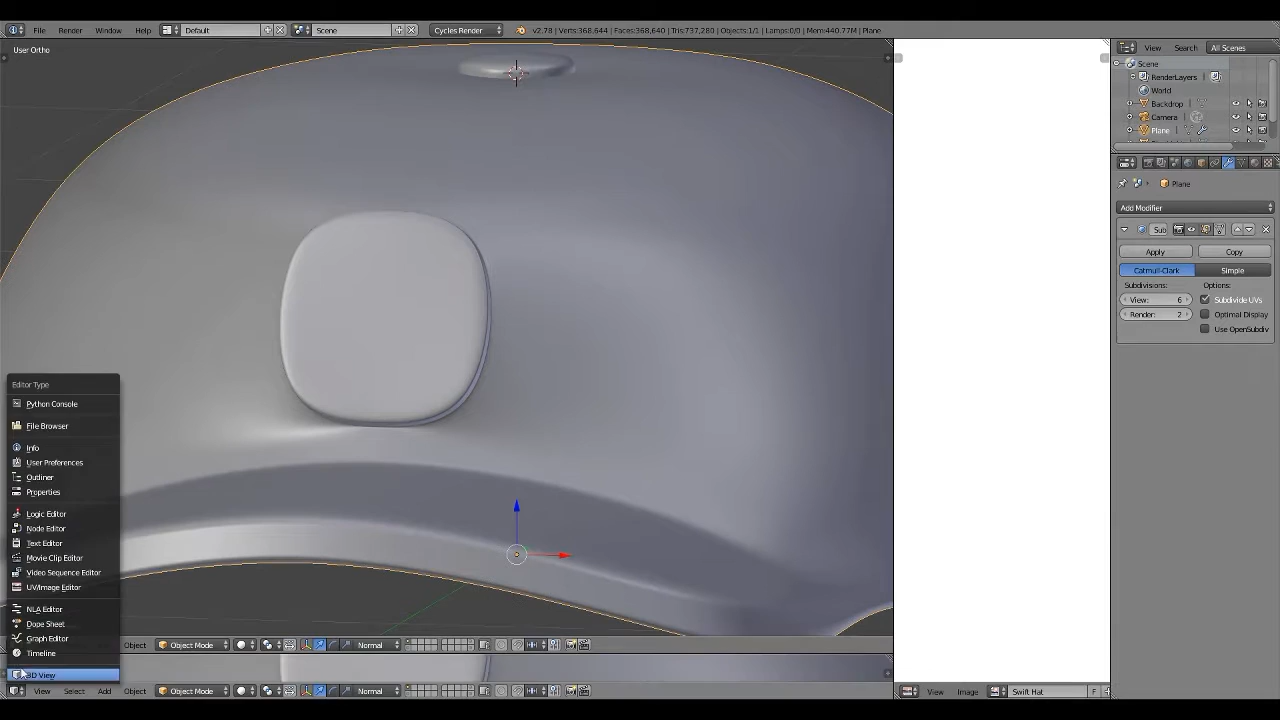 File Render Window Help Default Scene Cycles Render v2.78 | Verts:368,644 | Faces:368,640 | Tris:737,280 | Objects:1/1 | Lamps:0/0 | Mem:440.77M | Plane
User Ortho
View Search All Scenes
Scene
RenderLayers
World
Backdrop
Camera
Plane
Plane
Add Modifier
Sub
Apply Copy
Catmull-Clark Simple
Subdivisions: Options:
View: 6 Subdivide UVs
Render: 2 Optimal Display
Use OpenSubdiv
Editor Type
Python Console
File Browser
Info
User Preferences
Outliner
Properties
Logic Editor
Node Editor
Text Editor
Movie Clip Editor
Video Sequence Editor
UV/Image Editor
NLA Editor
Dope Sheet
Graph Editor
Timeline
3D View
Object Object Mode Normal
View Select Add Object Object Mode Normal
View Image Swift Hat F